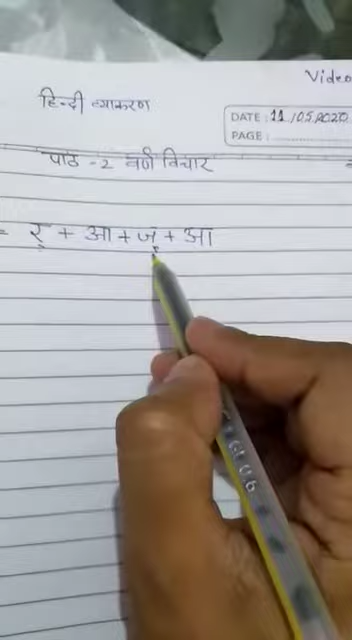 Video
हिन्दी व्याकरण
DATE: 11/05/2020
PAGE:
पाठ -2 वर्ण विचार
= र् + आ + ज् + आ